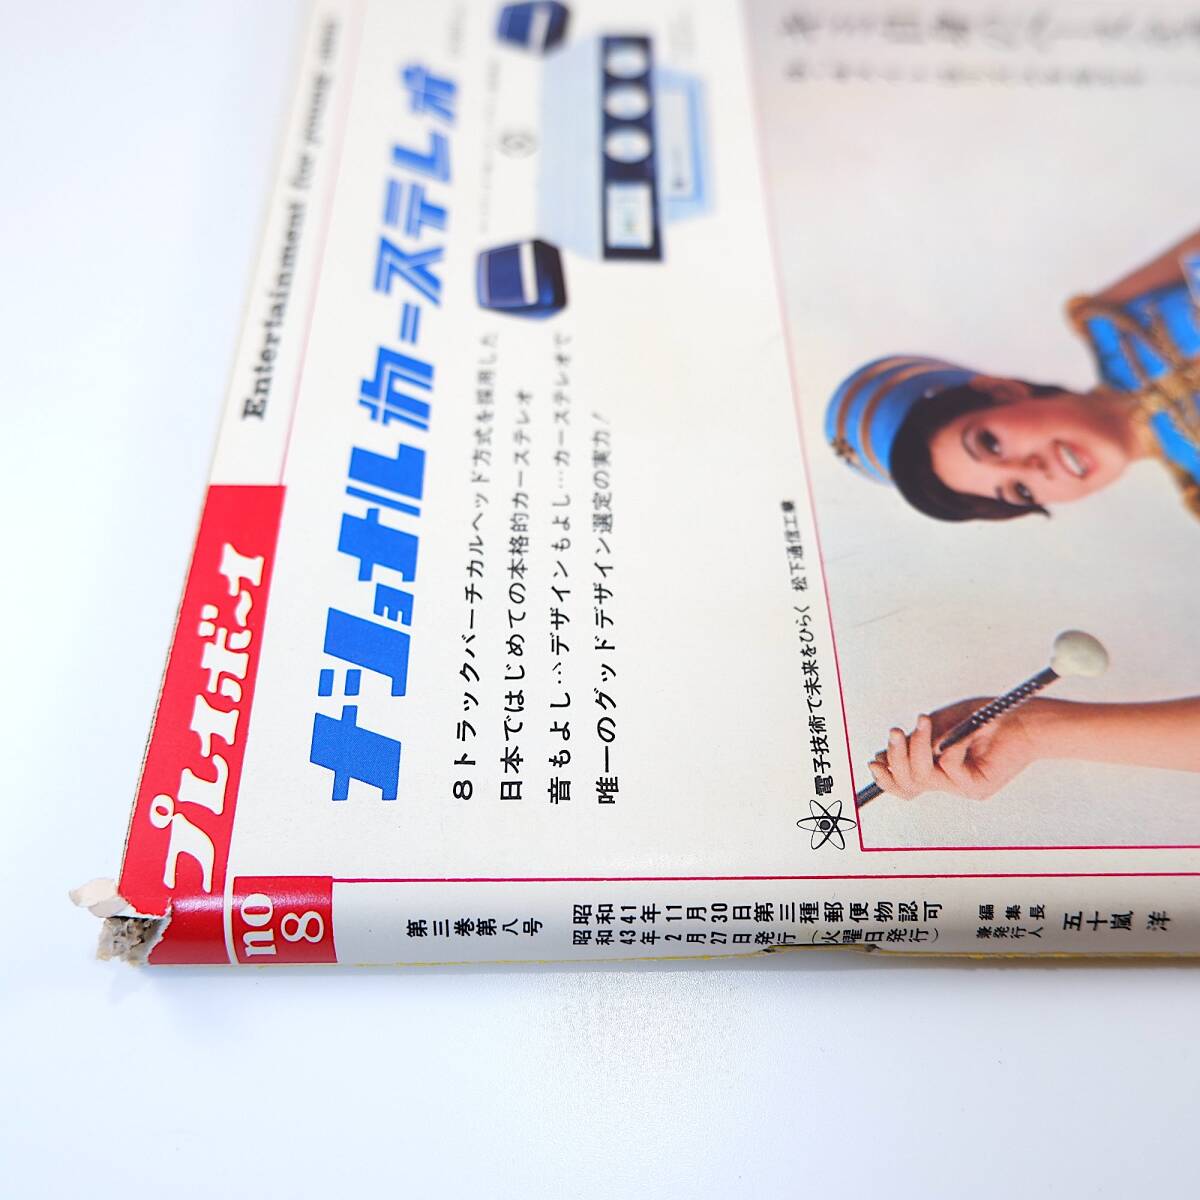 Entertainment for young men
プレイボーイ
no 8
ナショナルカーステレオ
8トラックバーチカルヘッド方式を採用した
日本ではじめての本格的カーステレオ
音もよし…デザインもよし…カーステレオで
唯一のグッドデザイン選定の実力!
電子技術で未来をひらく 松下通信工業
第三巻第八号
昭和41年11月30日第三種郵便物認可
昭和43年2月27日発行(火曜日発行)
編集長
兼発行人
五十嵐 洋